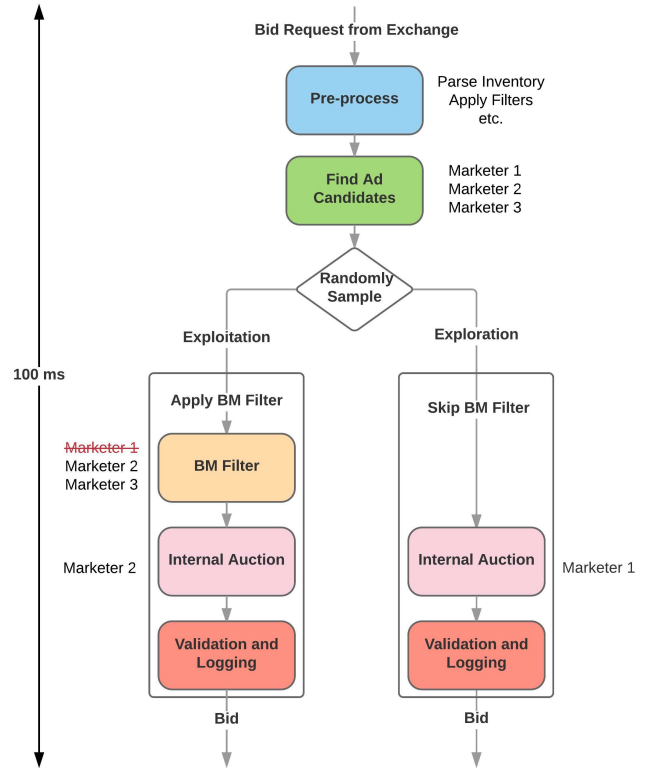 Bid Request from Exchange
Pre-process
Parse Inventory
Apply Filters
etc.
Find Ad
Candidates
Marketer 1
Marketer 2
Marketer 3
Randomly
Sample
Exploitation
Exploration
100 ms
Apply BM Filter
Skip BM Filter
Marketer 1
Marketer 2
Marketer 3
BM Filter
Marketer 2
Internal Auction
Internal Auction
Marketer 1
Validation and
Logging
Validation and
Logging
Bid
Bid